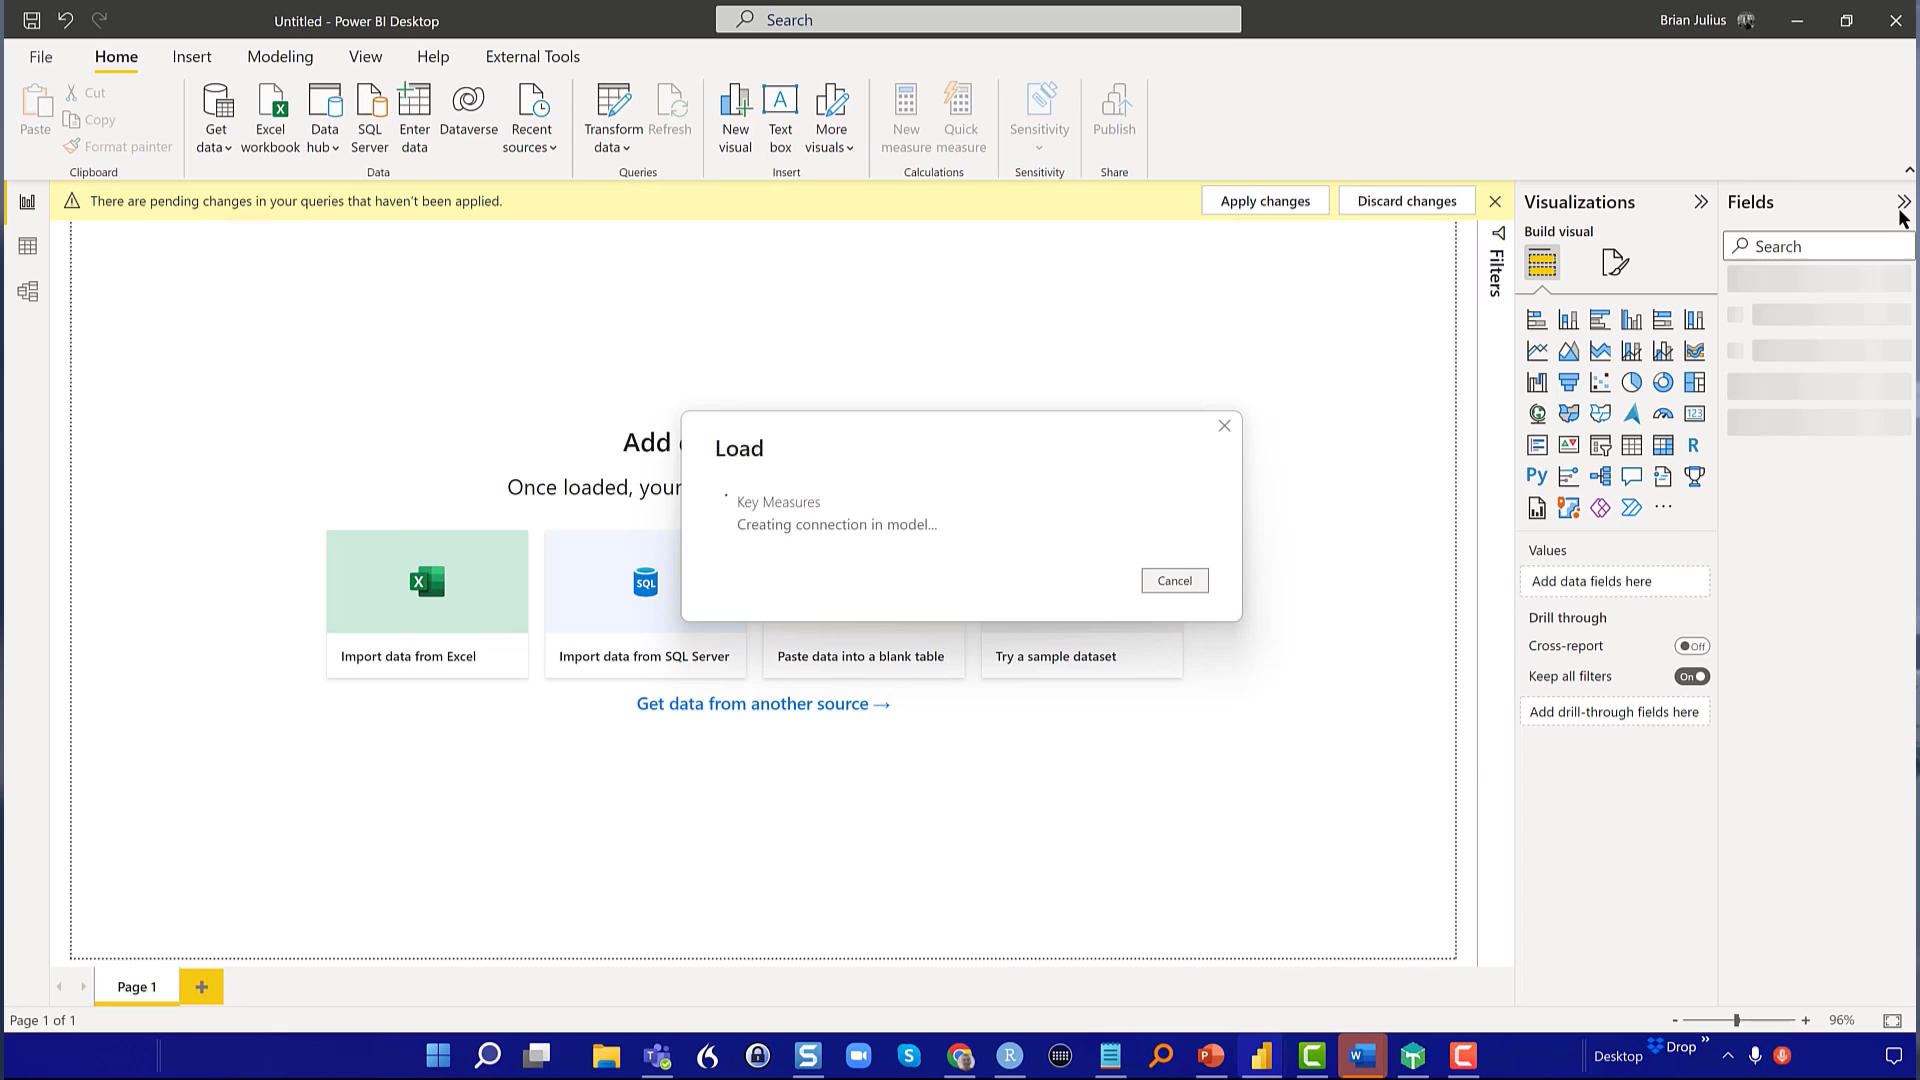 Untitled - Power BI Desktop
Search
Brian Julius
File
Home
Insert
Modeling
View
Help
External Tools
Paste
Cut
Copy
Format painter
Clipboard
Get data
Excel workbook
Data hub
SQL Server
Enter data
Dataverse
Recent sources
Data
Transform data
Refresh
Queries
New visual
A
Text box
More visuals
Insert
New measure
Quick measure
Calculations
Sensitivity
Sensitivity
Publish
Share
There are pending changes in your queries that haven't been applied.
Apply changes
Discard changes
Filters
Visualizations
Build visual
123
R
Py
Values
Add data fields here
Drill through
Cross-report
Off
Keep all filters
On
Add drill-through fields here
Fields
Search
Add
Once loaded, your
Load
Key Measures
Creating connection in model...
Cancel
X
SQL
Import data from Excel
Import data from SQL Server
Paste data into a blank table
Try a sample dataset
Get data from another source →
Page 1
Page 1 of 1
- + 96%
Desktop
Drop